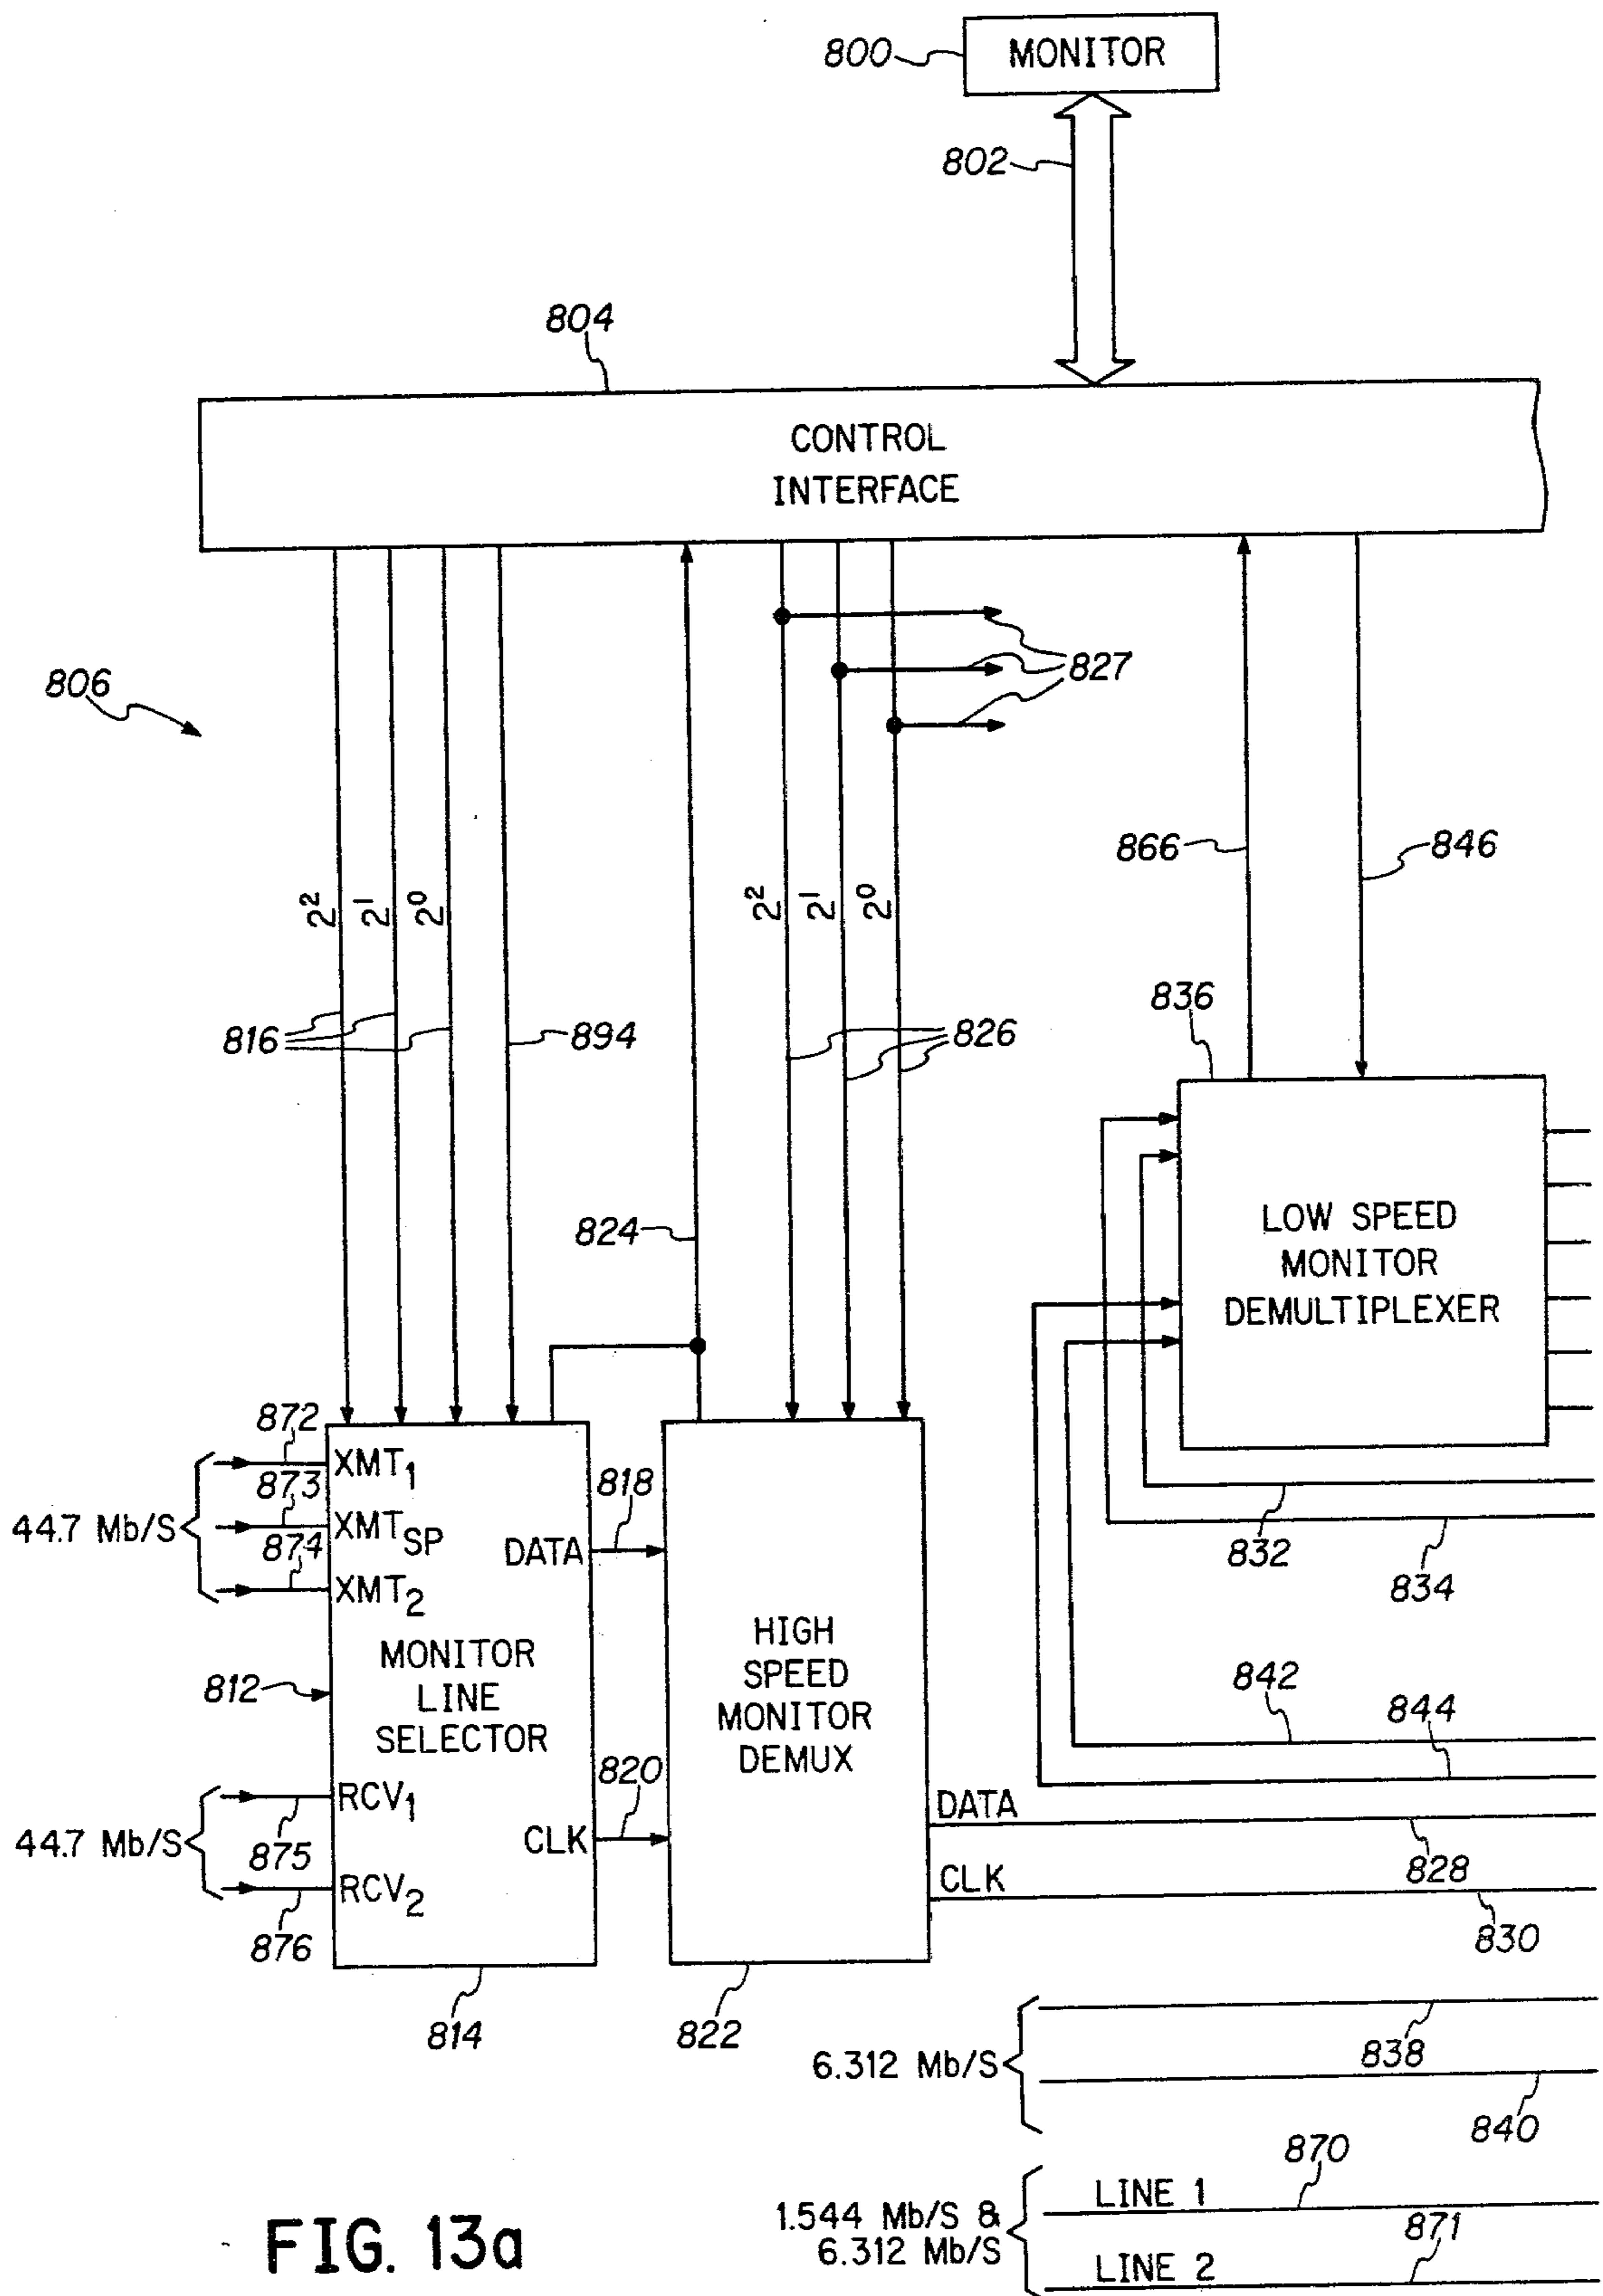 800 MONITOR
802
804
CONTROL
INTERFACE
827
806
866
846
2² 2¹ 2⁰
2² 2¹ 2⁰
836
816
894
826
824
LOW SPEED
MONITOR
DEMULTIPLEXER
872
XMT₁
873
44.7 Mb/S
XMT_SP
874
XMT₂
818
DATA
832
834
HIGH
SPEED
MONITOR
DEMUX
MONITOR
LINE
SELECTOR
812
842
844
820
RCV₁
DATA
44.7 Mb/S
875
CLK
828
RCV₂
CLK
876
830
814
822
6.312 Mb/S
838
840
870
1.544 Mb/S &
6.312 Mb/S
LINE 1
871
LINE 2
FIG. 13a